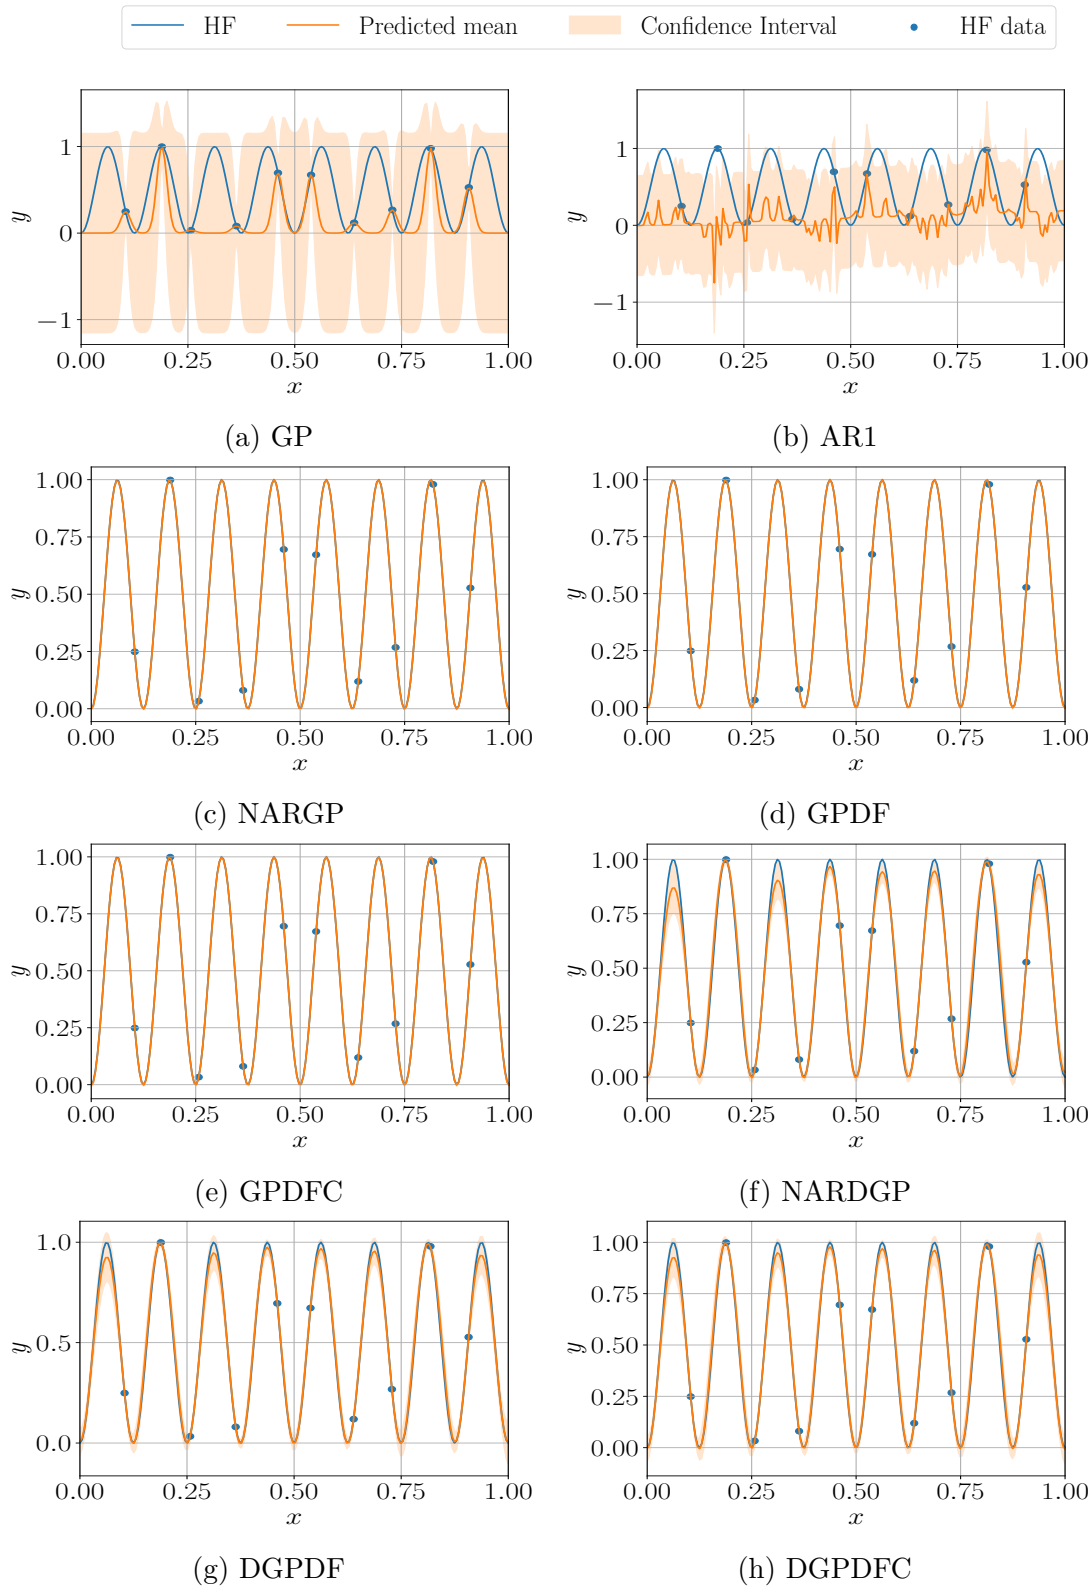 HF Predicted mean Confidence Interval HF data
1
0
−1
y
0.00 0.25 0.50 0.75 1.00
x
(a) GP
1
0
−1
y
0.00 0.25 0.50 0.75 1.00
x
(b) AR1
1.00
0.75
0.50
0.25
0.00
y
0.00 0.25 0.50 0.75 1.00
x
(c) NARGP
1.00
0.75
0.50
0.25
0.00
y
0.00 0.25 0.50 0.75 1.00
x
(d) GPDF
1.00
0.75
0.50
0.25
0.00
y
0.00 0.25 0.50 0.75 1.00
x
(e) GPDFC
1.00
0.75
0.50
0.25
0.00
y
0.00 0.25 0.50 0.75 1.00
x
(f) NARDGP
1.0
0.5
0.0
y
0.00 0.25 0.50 0.75 1.00
x
(g) DGPDF
1.00
0.75
0.50
0.25
0.00
y
0.00 0.25 0.50 0.75 1.00
x
(h) DGPDFC